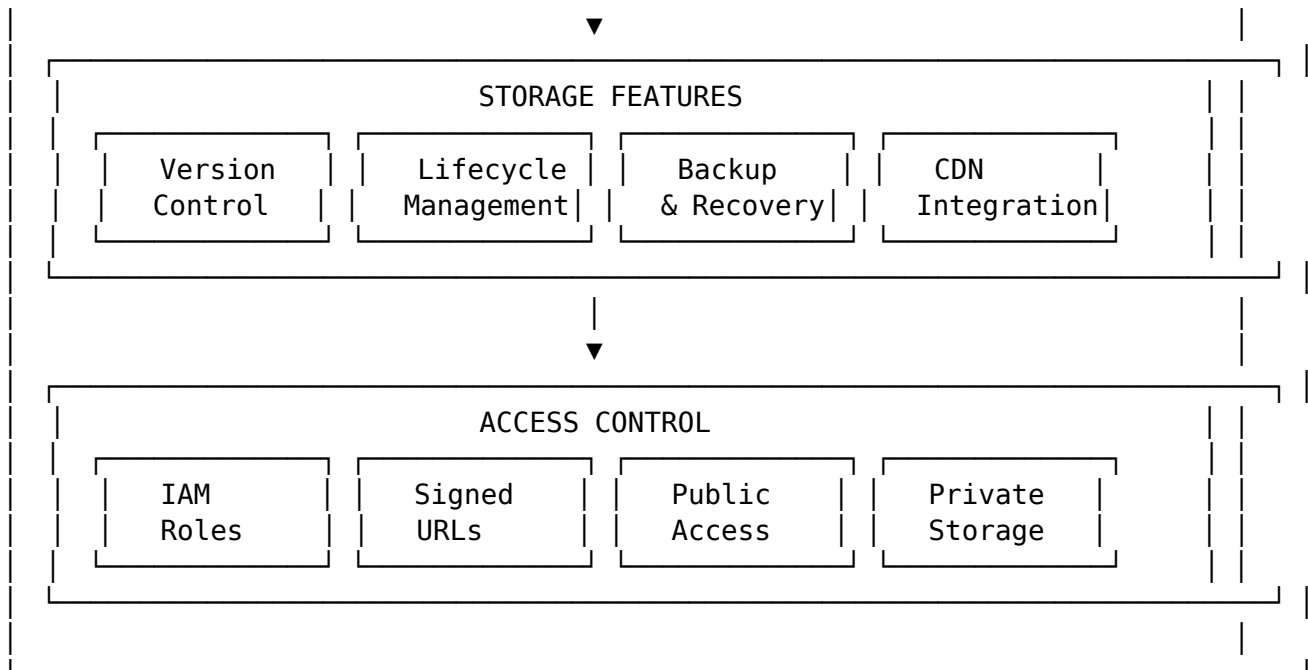 STORAGE FEATURES
Version Lifecycle Backup CDN
Control Management & Recovery Integration
ACCESS CONTROL
IAM Signed Public Private
Roles URLs Access Storage